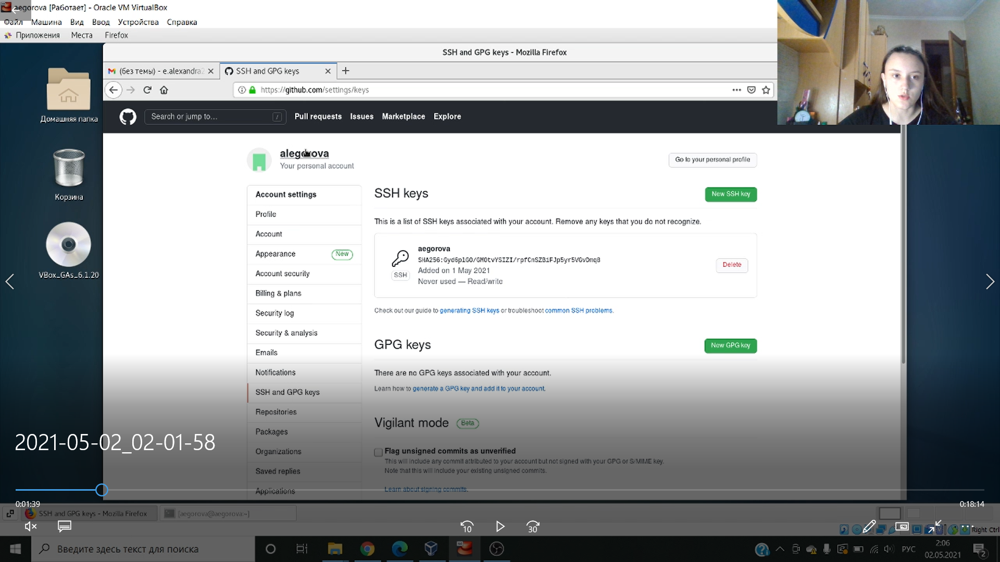 aegorova [Работает] - Oracle VM VirtualBox
Файл Машина Вид Ввод Устройства Справка
Приложения Места Firefox
SSH and GPG keys - Mozilla Firefox
(без темы) - e.alexandra2
SSH and GPG keys
https://github.com/settings/keys
Search or jump to... /
Pull requests Issues Marketplace Explore
Домашняя папка
Корзина
VBox_GAs_6.1.20
alegorova
Your personal account
Go to your personal profile
Account settings
Profile
Account
Appearance New
Account security
Billing & plans
Security log
Security & analysis
Emails
Notifications
SSH and GPG keys
Repositories
Packages
Organizations
Saved replies
Applications
SSH keys
New SSH key
This is a list of SSH keys associated with your account. Remove any keys that you do not recognize.
aegorova
SSH
Added on 1 May 2021
Never used — Read/write
Delete
Check out our guide to generating SSH keys or troubleshoot common SSH problems.
GPG keys
New GPG key
There are no GPG keys associated with your account.
Learn how to generate a GPG key and add it to your account.
Vigilant mode Beta
Flag unsigned commits as unverified
This will include any commit attributed to your account but not signed with your GPG or S/MIME key.
Note that this will include your existing unsigned commits.
Learn about signing commits.
2021-05-02_02-01-58
0:01:39
0:18:14
SSH and GPG keys - Mozilla Firefox
[aegorova@aegorova:~]
10
30
Right Ctrl
Введите здесь текст для поиска
РУС
2:06
02.05.2021
2